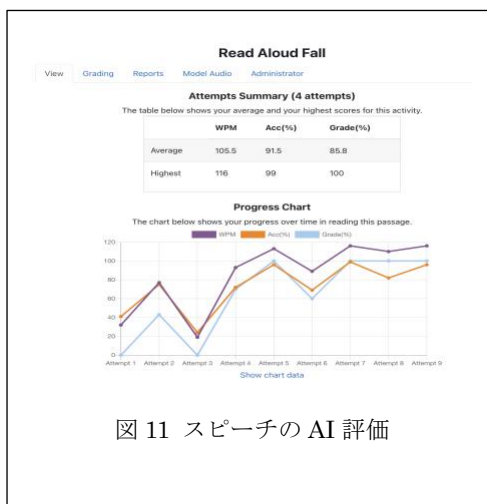 Read Aloud Fall
View Grading Reports Model Audio Administrator
Attempts Summary (4 attempts)
The table below shows your average and your highest scores for this activity.
WPM Acc(%) Grade(%)
Average 105.5 91.5 85.8
Highest 116 99 100
Progress Chart
The chart below shows your progress over time in reading this passage.
WPM Acc(%) Grade(%)
120
100
80
60
40
20
0
Attempt 1 Attempt 2 Attempt 3 Attempt 4 Attempt 5 Attempt 6 Attempt 7 Attempt 8 Attempt 9
Show chart data
図 11 スピーチの AI 評価